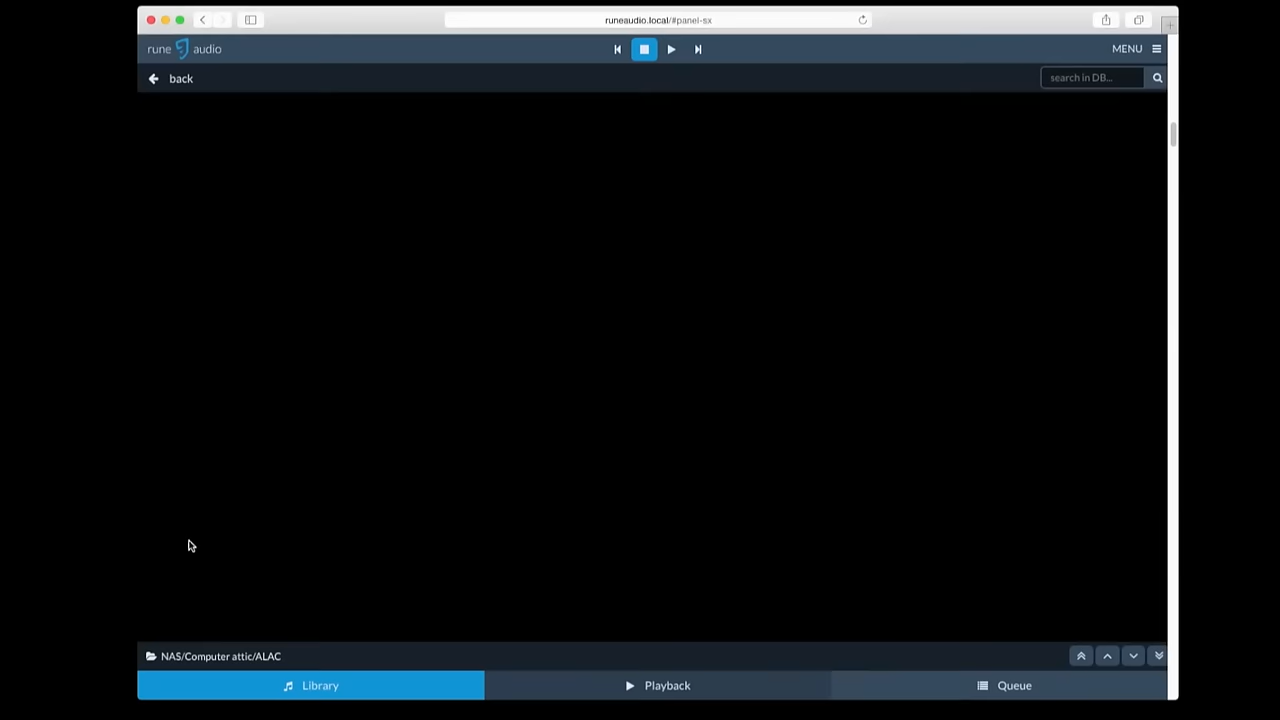 runeaudio.local/#panel-sx
rune audio
MENU
back
search in DB...
NAS/Computer attic/ALAC
Library
Playback
Queue